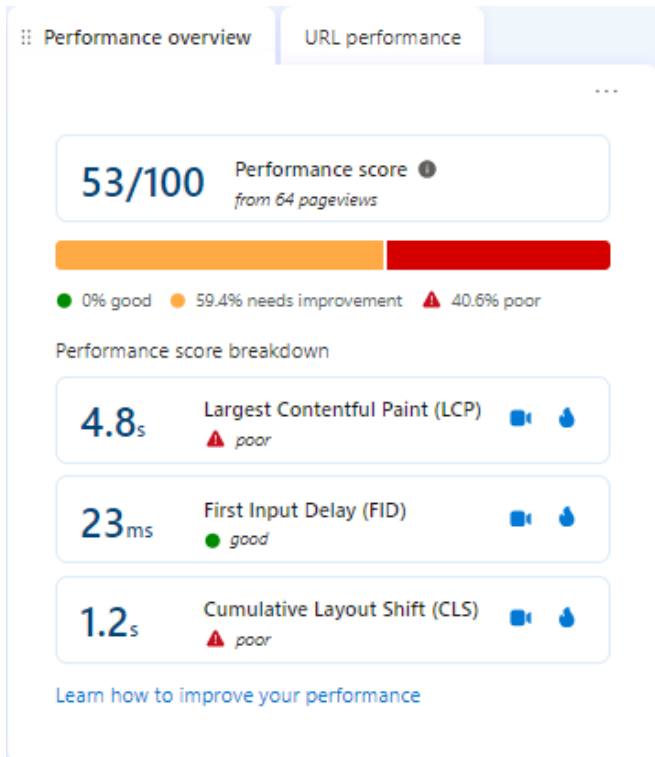 Performance overview
URL performance
...
53/100
Performance score
from 64 pageviews
0% good
59.4% needs improvement
40.6% poor
Performance score breakdown
4.8s
Largest Contentful Paint (LCP)
poor
23ms
First Input Delay (FID)
good
1.2s
Cumulative Layout Shift (CLS)
poor
Learn how to improve your performance